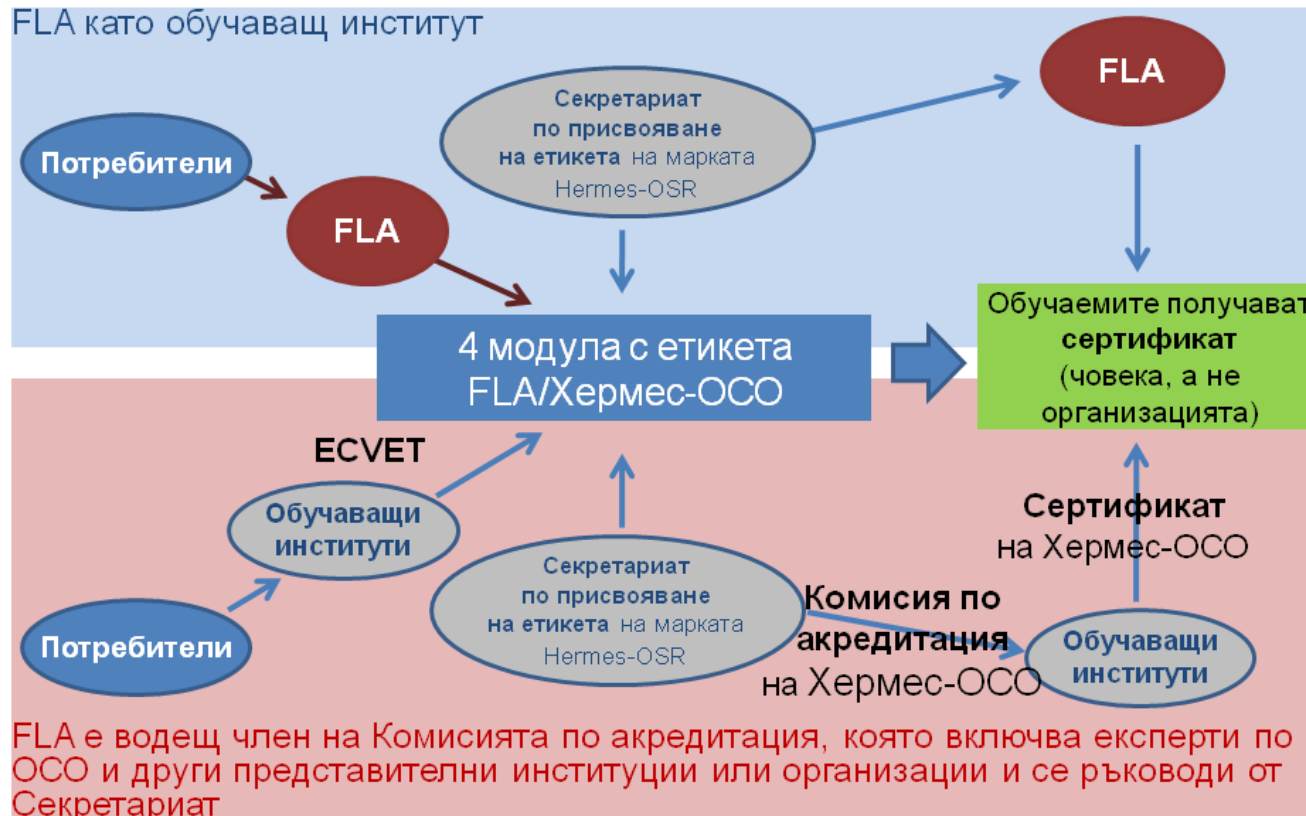 FLA като обучаващ институт
FLA
Секретариат
по присвояване
на етикета на марката
Hermes-OSR
Потребители
FLA
4 модула с етикета
FLA/Хермес-ОСО
Обучаемите получават
сертификат
(човека, а не
организацията)
ECVET
Обучаващи
институти
Сертификат
на Хермес-ОСО
Секретариат
по присвояване
на етикета на марката
Hermes-OSR
Комисия по
акредитация
на Хермес-ОСО
Обучаващи
институти
Потребители
FLA е водещ член на Комисията по акредитация, която включва експерти по
ОСО и други представителни институции или организации и се ръководи от
Секретариат